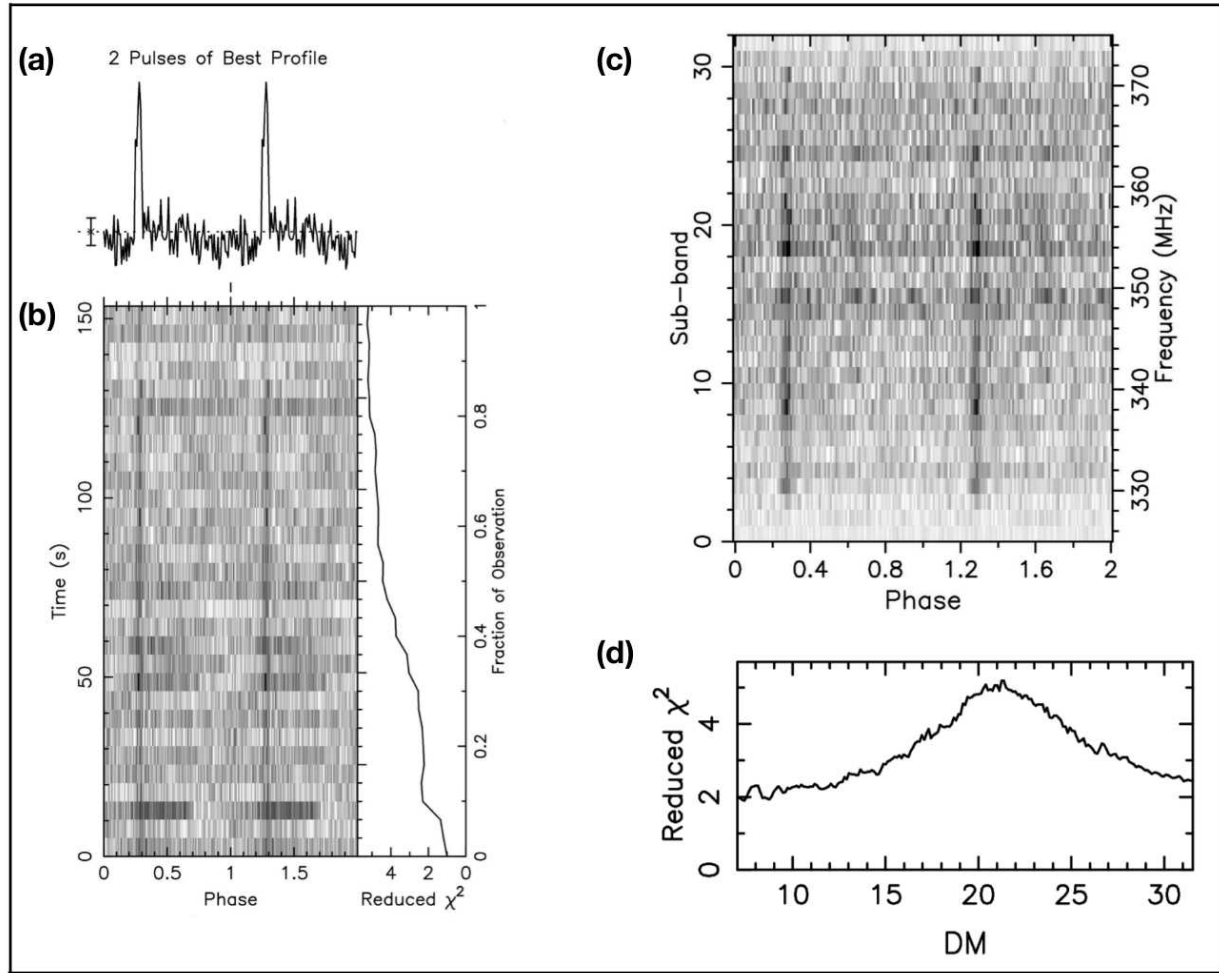 (a)
2 Pulses of Best Profile
(b)
Time (s)
0 50 100 150
0 0.5 1 1.5
Phase
4 2 0
Reduced χ²
Fraction of Observation
0 0.2 0.4 0.6 0.8 1
(c)
Sub-band
0 10 20 30
Frequency (MHz)
330 340 350 360 370
0 0.4 0.8 1.2 1.6 2
Phase
(d)
Reduced χ²
0 2 4
10 15 20 25 30
DM